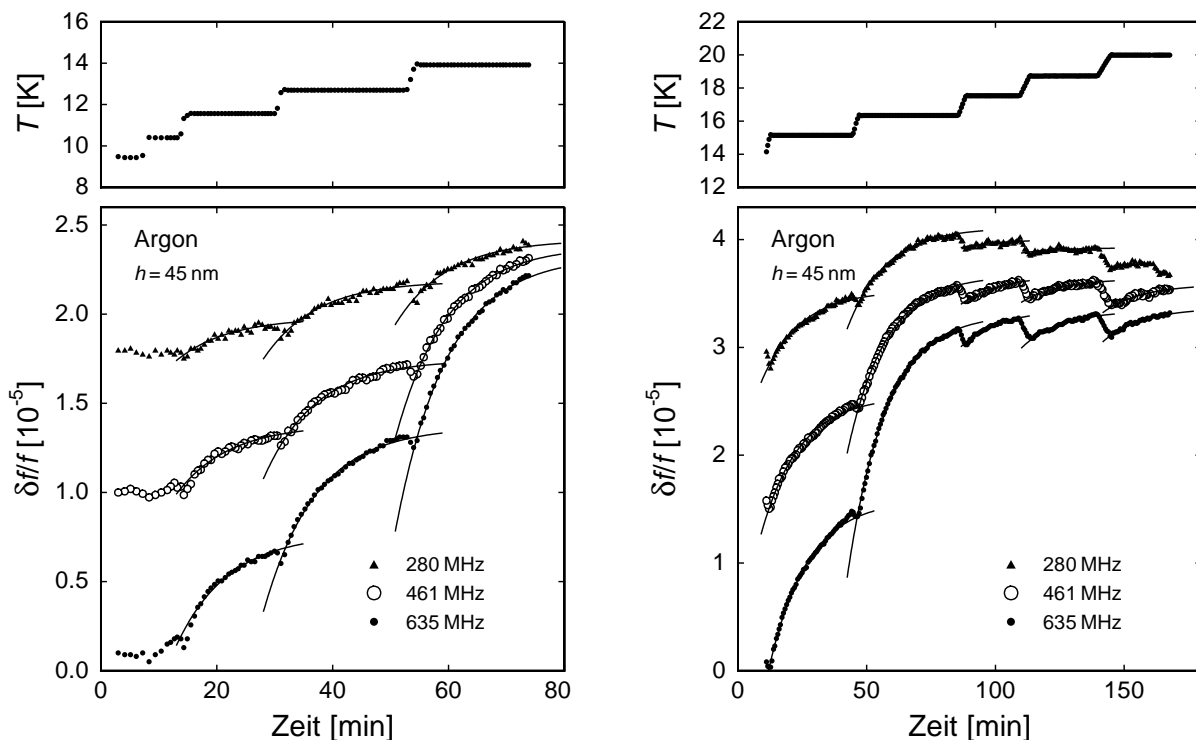 16
14
12
10
8
T [K]
2.5
2.0
1.5
1.0
0.5
0.0
δf/f [10⁻⁵]
Argon
h = 45 nm
280 MHz
461 MHz
635 MHz
0 20 40 60 80
Zeit [min]
22
20
18
16
14
12
T [K]
4
3
2
1
0
δf/f [10⁻⁵]
Argon
h = 45 nm
280 MHz
461 MHz
635 MHz
0 50 100 150
Zeit [min]